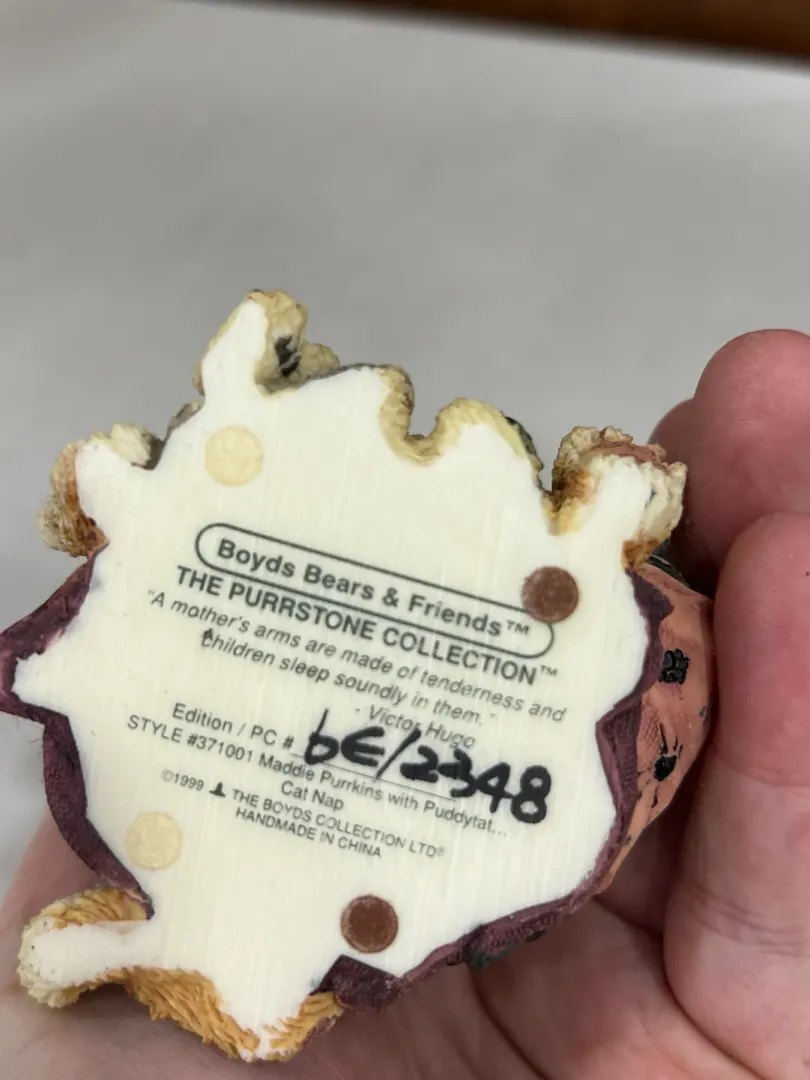 Boyds Bears & Friends™
THE PURRSTONE COLLECTION™
"A mother's arms are made of tenderness and
Children sleep soundly in them."
- Victor Hugo
Edition / PC # 6E/2348
STYLE #371001 Maddie Purrkins with Puddytat...
Cat Nap
©1999 THE BOYDS COLLECTION LTD®
HANDMADE IN CHINA